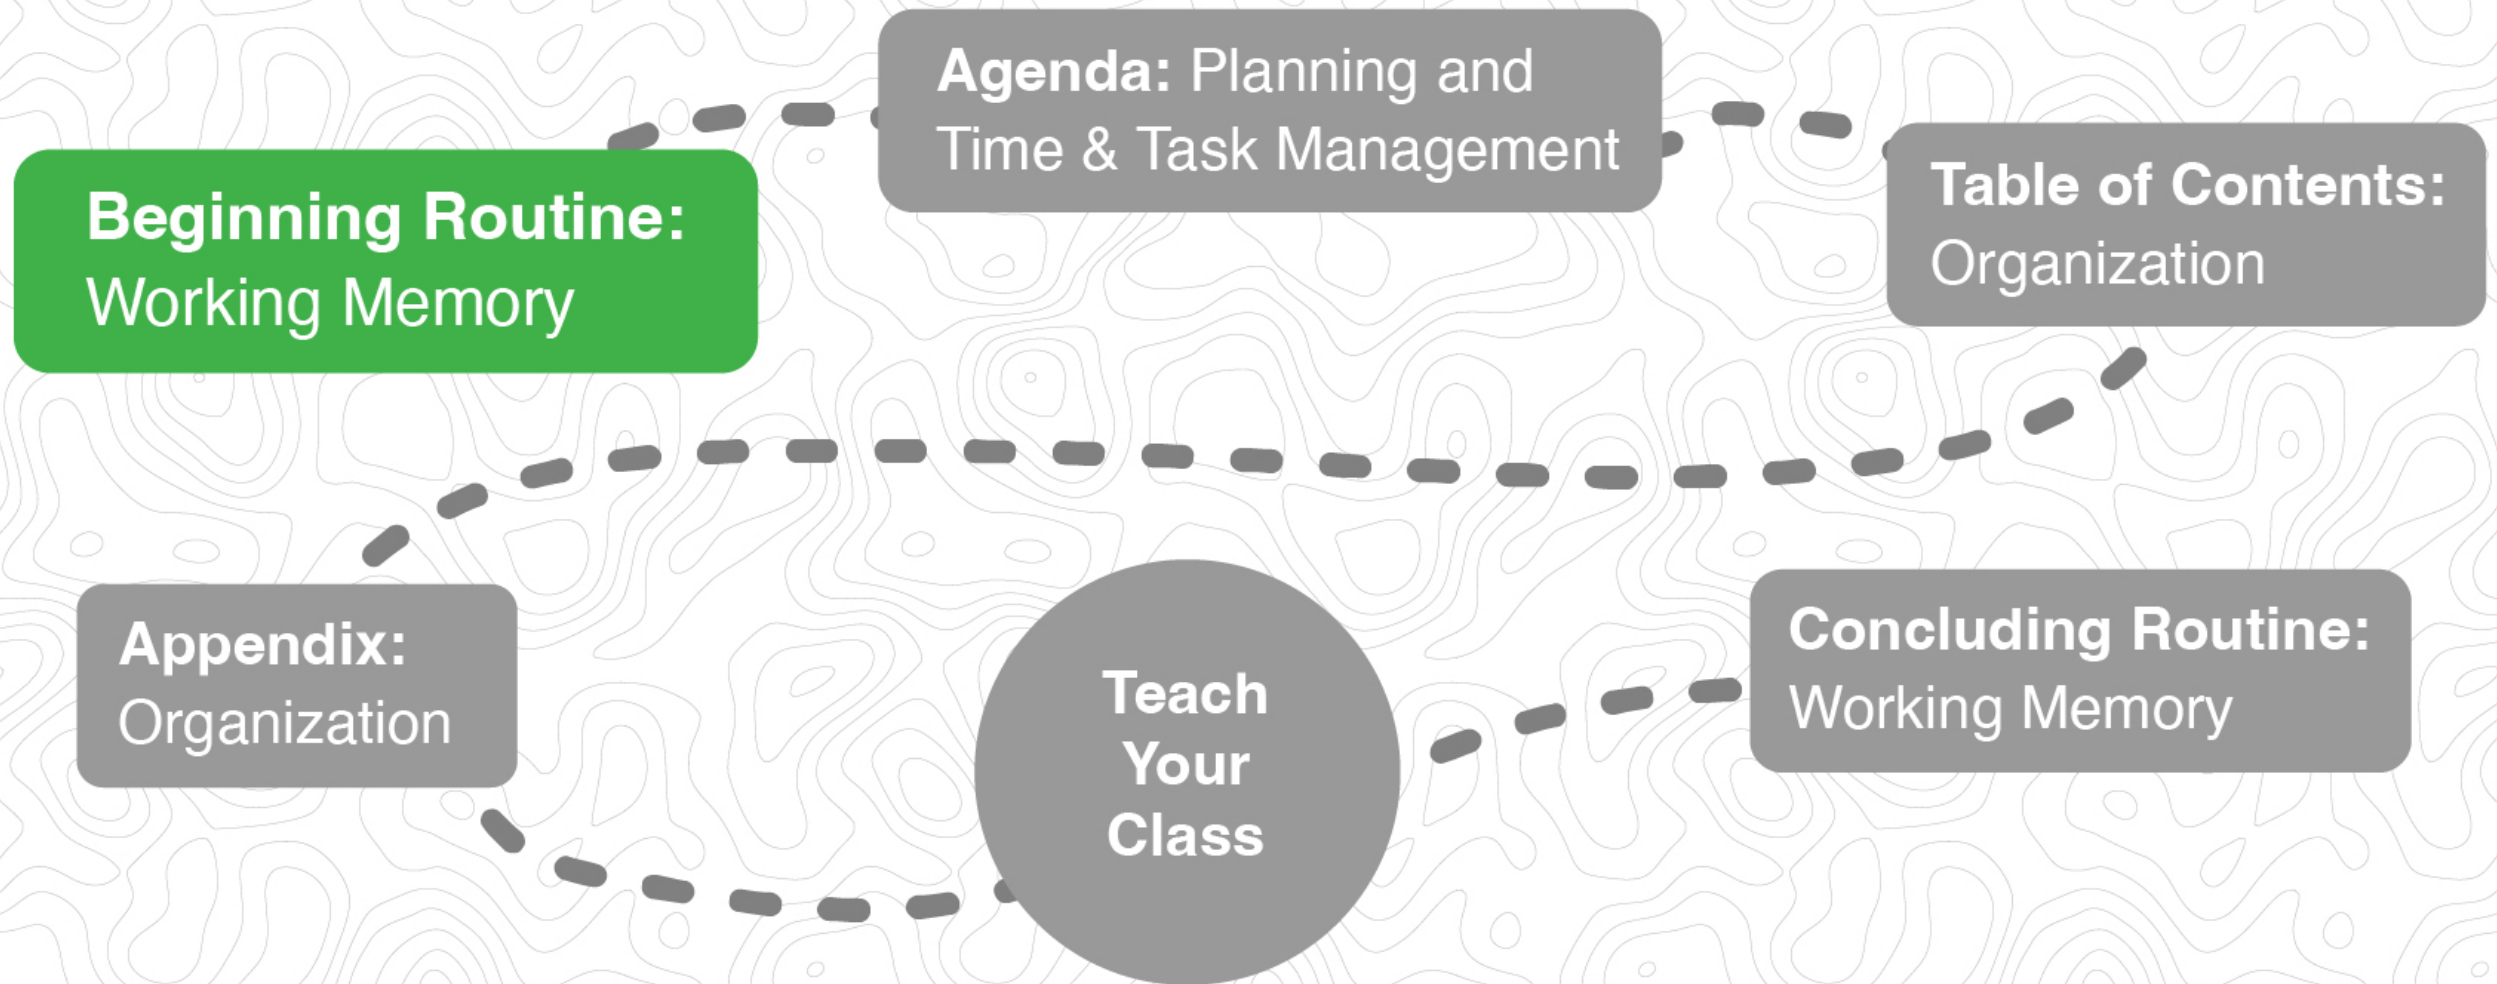 Beginning Routine:
Working Memory
Agenda: Planning and
Time & Task Management
Table of Contents:
Organization
Appendix:
Organization
Teach
Your
Class
Concluding Routine:
Working Memory